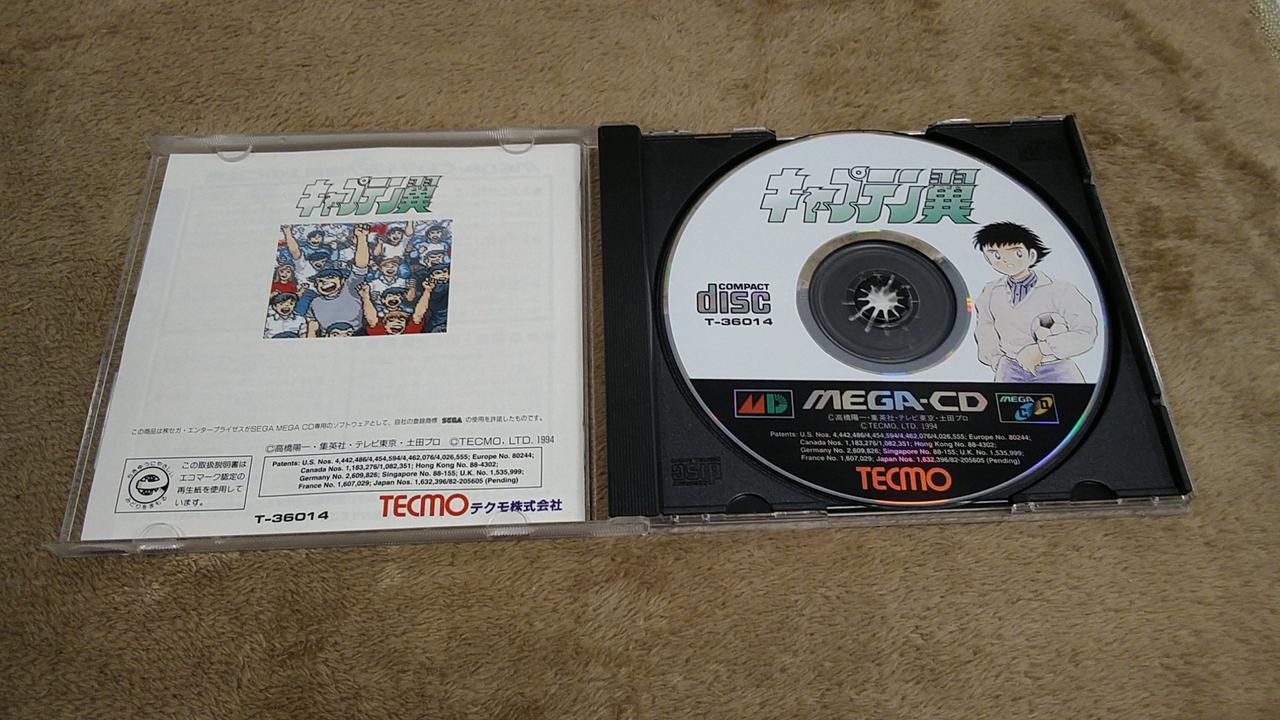 キャプテン翼
この商品は㈱セガ・エンタープライゼスがSEGA MEGA CD専用のソフトウェアとして、自社の登録商標 SEGA の使用を許諾したものです。
©高橋陽一・集英社・テレビ東京・土田プロ ©TECMO, LTD. 1994
この取扱説明書は
エコマーク認定の
再生紙を使用して
います。
Patents: U.S. Nos. 4,442,486/4,454,594/4,462,076/4,026,555; Europe No. 80244;
Canada Nos. 1,183,276/1,082,351; Hong Kong No. 88-4302;
Germany No. 2,609,826; Singapore No. 88-155; U.K. No. 1,535,999;
France No. 1,607,029; Japan Nos. 1,632,396/82-205605 (Pending)
T-36014
TECMO テクモ株式会社
キャプテン翼
COMPACT
disc
T-36014
MD
MEGA-CD
MEGA
CD
©高橋陽一・集英社・テレビ東京・土田プロ
©TECMO, LTD. 1994
Patents: U.S. Nos. 4,442,486/4,454,594/4,462,076/4,026,555; Europe No. 80244;
Canada Nos. 1,183,276/1,082,351; Hong Kong No. 88-4302;
Germany No. 2,609,826; Singapore No. 88-155; U.K. No. 1,535,999;
France No. 1,607,029; Japan Nos. 1,632,396/82-205605 (Pending)
TECMO